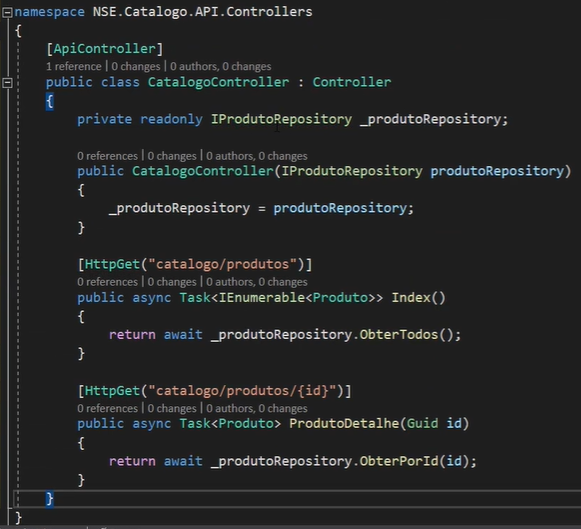 namespace NSE.Catalogo.API.Controllers
{
[ApiController]
1 reference | 0 changes | 0 authors, 0 changes
public class CatalogoController : Controller
{
private readonly IProdutoRepository _produtoRepository;
0 references | 0 changes | 0 authors, 0 changes
public CatalogoController(IProdutoRepository produtoRepository)
{
_produtoRepository = produtoRepository;
}
[HttpGet("catalogo/produtos")]
0 references | 0 changes | 0 authors, 0 changes
public async Task<IEnumerable<Produto>> Index()
{
return await _produtoRepository.ObterTodos();
}
[HttpGet("catalogo/produtos/{id}")]
0 references | 0 changes | 0 authors, 0 changes
public async Task<Produto> ProdutoDetalhe(Guid id)
{
return await _produtoRepository.ObterPorId(id);
}
}
}